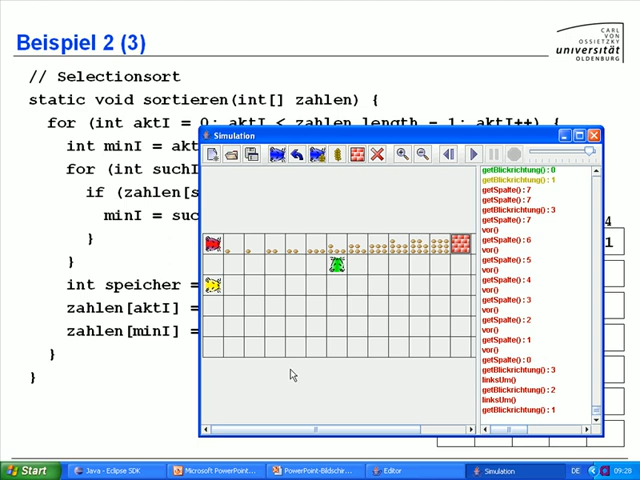 Beispiel 2 (3)
CARL
VON
OSSIETZKY
universität
OLDENBURG
// Selectionsort
static void sortieren(int[] zahlen) {
for (int aktI = 0; aktI < zahlen.length - 1; aktI++) {
int minI = akt
for (int suchI
if (zahlen[s
minI = suc
}
}
int speicher =
zahlen[aktI] =
zahlen[minI] =
}
}
4
1
Simulation
getBlickrichtung() : 0
getBlickrichtung() : 1
getSpalte() : 7
getSpalte() : 7
getBlickrichtung() : 3
getSpalte() : 7
vor()
getSpalte() : 6
vor()
getSpalte() : 5
vor()
getSpalte() : 4
vor()
getSpalte() : 3
vor()
getSpalte() : 2
vor()
getSpalte() : 1
vor()
getSpalte() : 0
getBlickrichtung() : 3
linksUm()
getBlickrichtung() : 2
linksUm()
getBlickrichtung() : 1
Start
Java - Eclipse SDK
Microsoft PowerPoint...
PowerPoint-Bildschir...
Editor
Simulation
DE
09:28